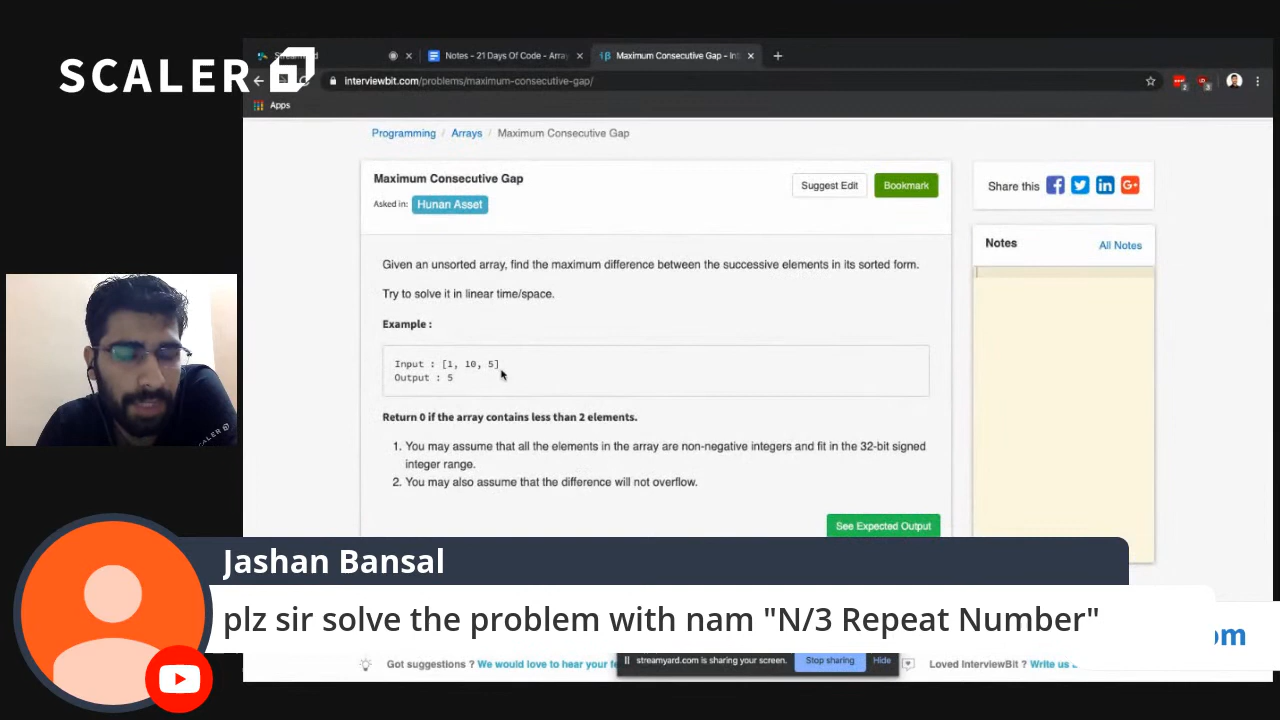 SCALER
Notes - 21 Days Of Code - Arra
Maximum Consecutive Gap - Int
interviewbit.com/problems/maximum-consecutive-gap/
Apps
Programming / Arrays / Maximum Consecutive Gap
Maximum Consecutive Gap
Suggest Edit
Bookmark
Asked in: Hunan Asset
Share this
Notes
All Notes
Given an unsorted array, find the maximum difference between the successive elements in its sorted form.
Try to solve it in linear time/space.
Example :
Input : [1, 10, 5]
Output : 5
Return 0 if the array contains less than 2 elements.
1. You may assume that all the elements in the array are non-negative integers and fit in the 32-bit signed
integer range.
2. You may also assume that the difference will not overflow.
See Expected Output
Jashan Bansal
plz sir solve the problem with nam "N/3 Repeat Number"
om
Got suggestions ? We would love to hear your fe
streamyard.com is sharing your screen.
Stop sharing
Hide
Loved InterviewBit ? Write us